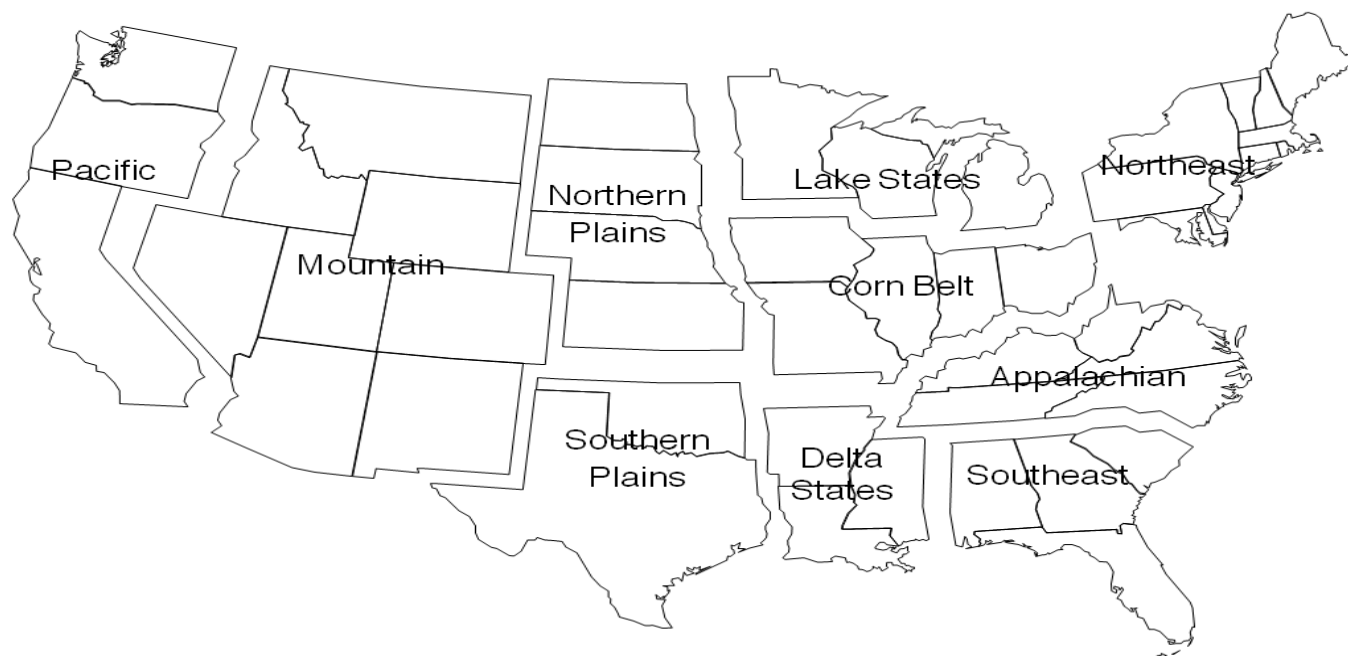 Pacific
Northeast
Lake States
Northern
Plains
Mountain
Corn Belt
Appalachian
Southern
Plains
Delta
States
Southeast